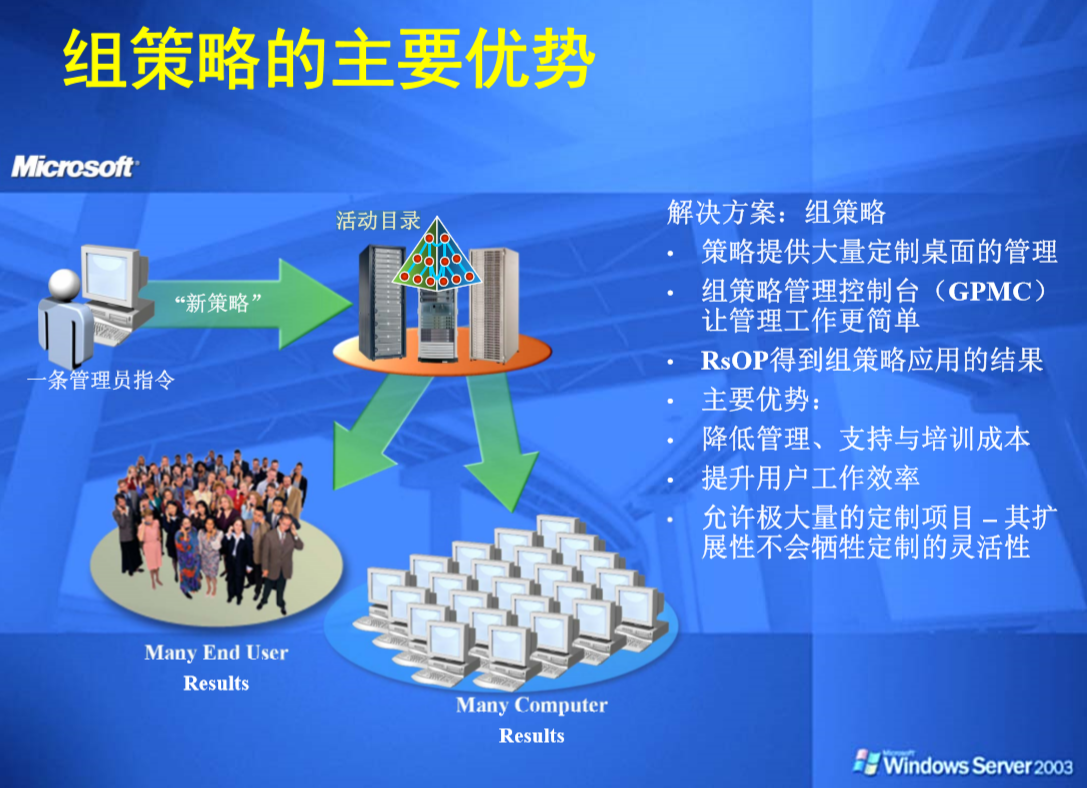 组策略的主要优势
Microsoft
活动目录
“新策略”
一条管理员指令
Many End User
Results
Many Computer
Results
解决方案：组策略
• 策略提供大量定制桌面的管理
• 组策略管理控制台（GPMC）
让管理工作更简单
• RsOP得到组策略应用的结果
• 主要优势：
• 降低管理、支持与培训成本
• 提升用户工作效率
• 允许极大量的定制项目 – 其扩
展性不会牺牲定制的灵活性
Microsoft
Windows Server 2003